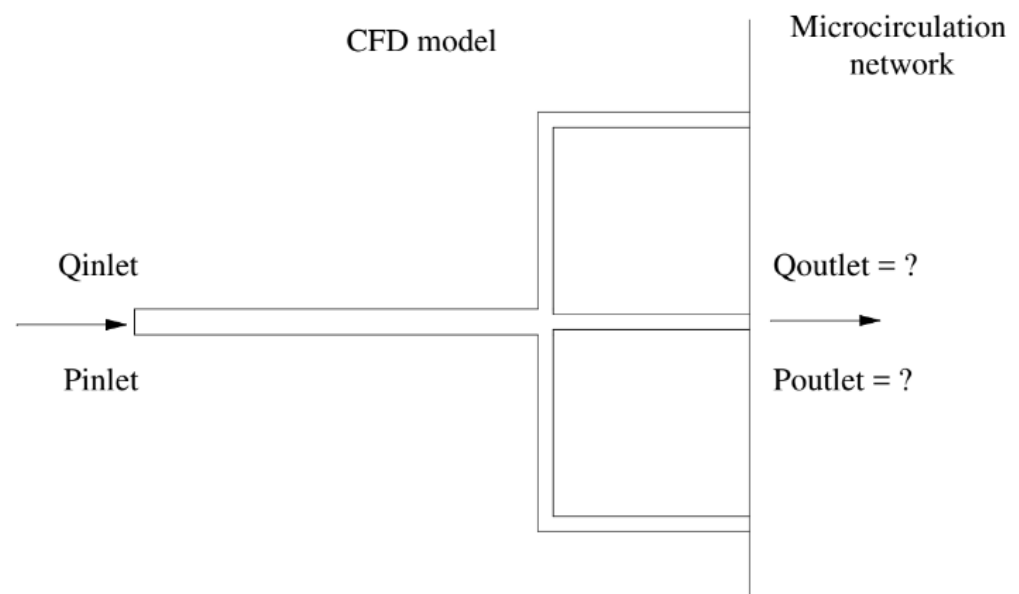 CFD model
Microcirculation
network
Qinlet
Pinlet
Qoutlet = ?
Poutlet = ?